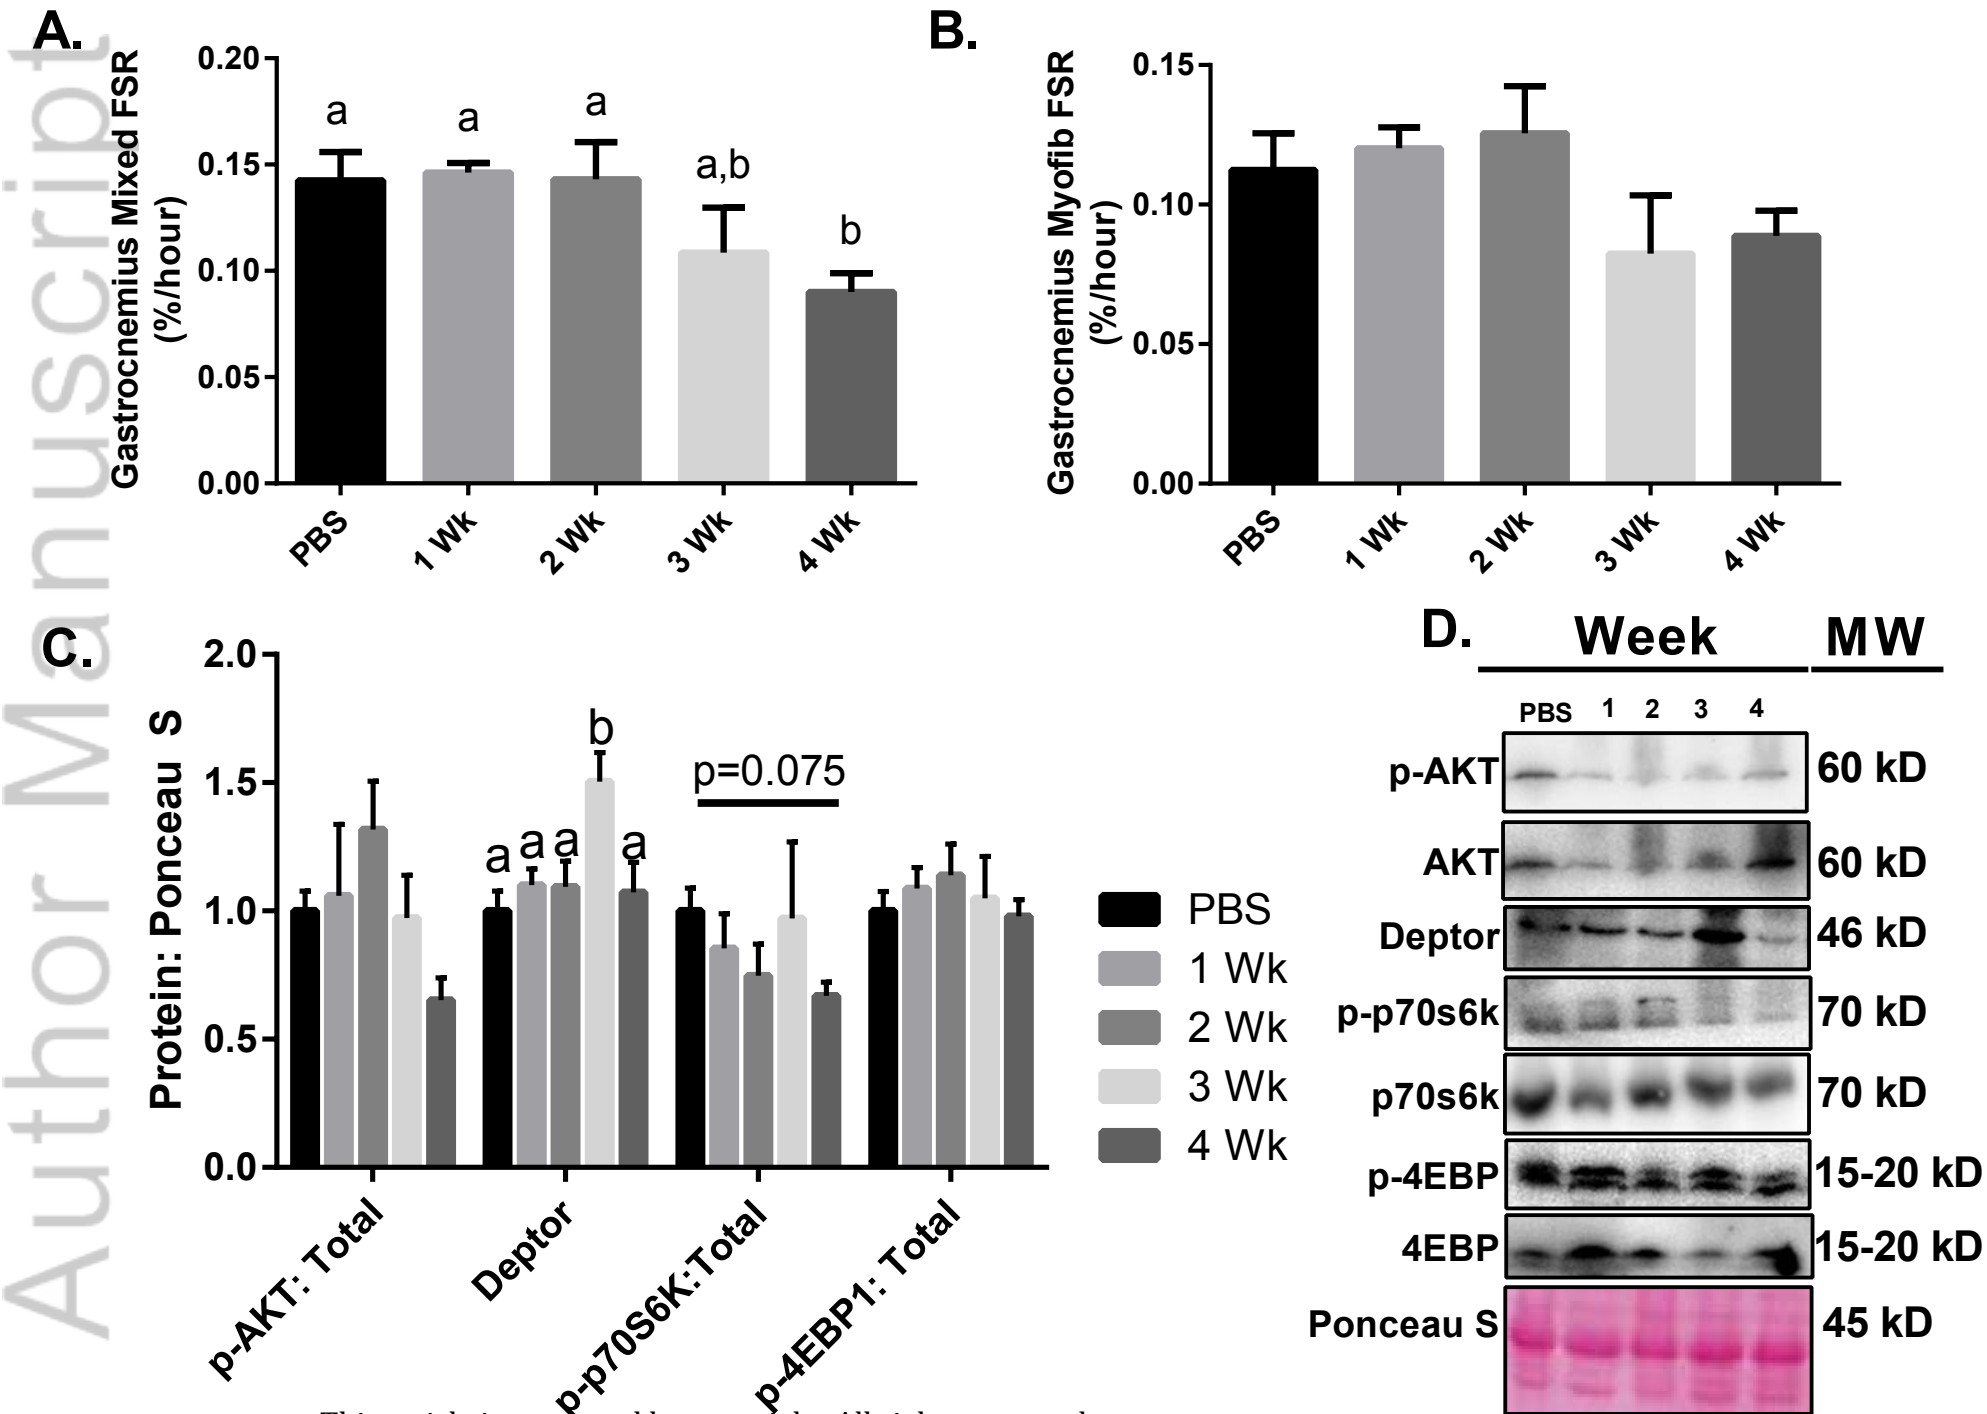 Author Manuscript
A.
Gastrocnemius Mixed FSR
(%/hour)
0.20
0.15
0.10
0.05
0.00
a
a
a
a,b
b
PBS
1 Wk
2 Wk
3 Wk
4 Wk
B.
Gastrocnemius Myofib FSR
(%/hour)
0.15
0.10
0.05
0.00
PBS
1 Wk
2 Wk
3 Wk
4 Wk
C.
Protein: Ponceau S
2.0
1.5
1.0
0.5
0.0
a
a
a
b
a
p=0.075
p-AKT: Total
Deptor
p-p70S6K:Total
p-4EBP1: Total
PBS
1 Wk
2 Wk
3 Wk
4 Wk
D.
Week MW
PBS 1 2 3 4
p-AKT 60 kD
AKT 60 kD
Deptor 46 kD
p-p70s6k 70 kD
p70s6k 70 kD
p-4EBP 15-20 kD
4EBP 15-20 kD
Ponceau S 45 kD